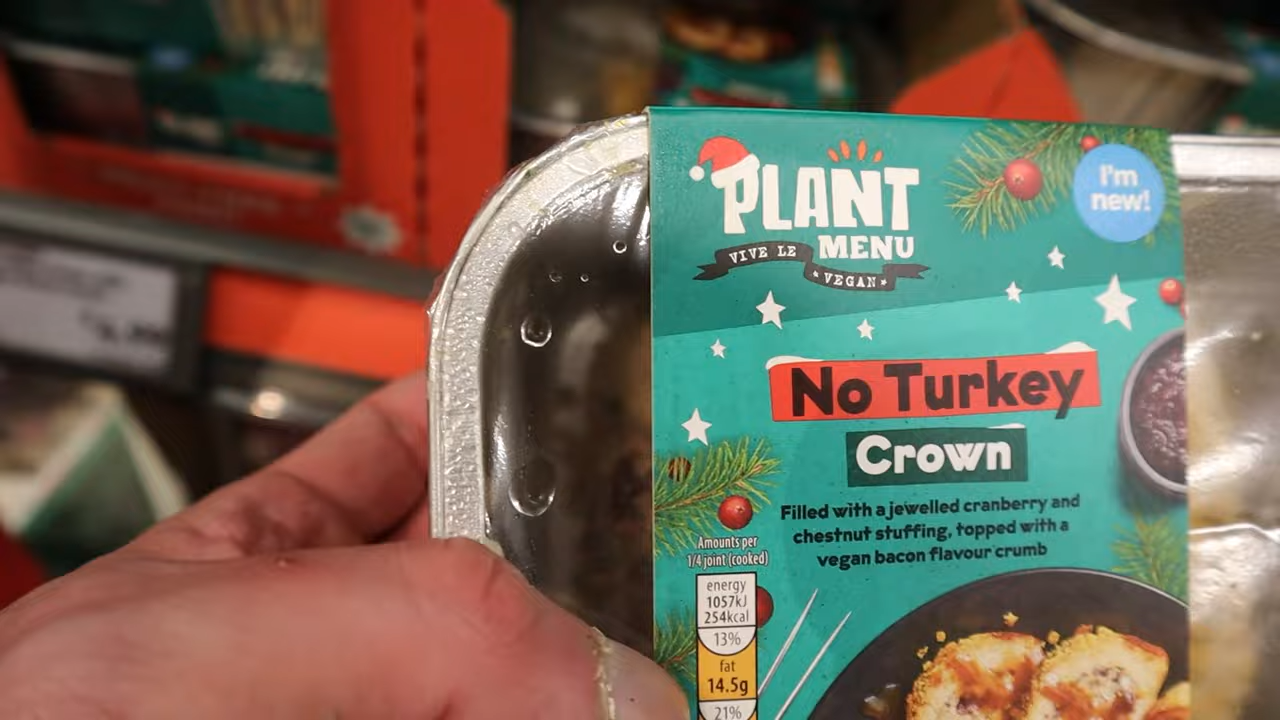 PLANT
MENU
VIVE LE
VEGAN
I'm
new!
No Turkey
Crown
Filled with a jewelled cranberry and
chestnut stuffing, topped with a
vegan bacon flavour crumb
Amounts per
1/4 joint (cooked)
energy
1057kJ
254kcal
13%
fat
14.5g
21%
PLANT